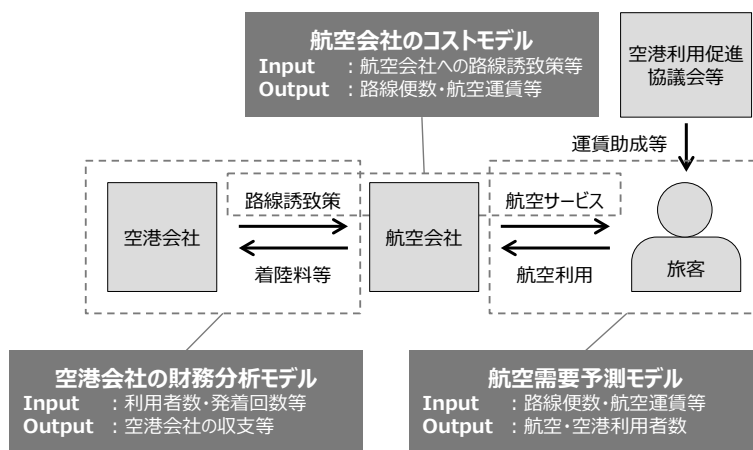 航空会社のコストモデル
Input :航空会社への路線誘致策等
Output :路線便数・航空運賃等
空港利用促進
協議会等
運賃助成等
路線誘致策
航空サービス
空港会社
航空会社
着陸料等
航空利用
旅客
空港会社の財務分析モデル
Input :利用者数・発着回数等
Output :空港会社の収支等
航空需要予測モデル
Input :路線便数・航空運賃等
Output :航空・空港利用者数